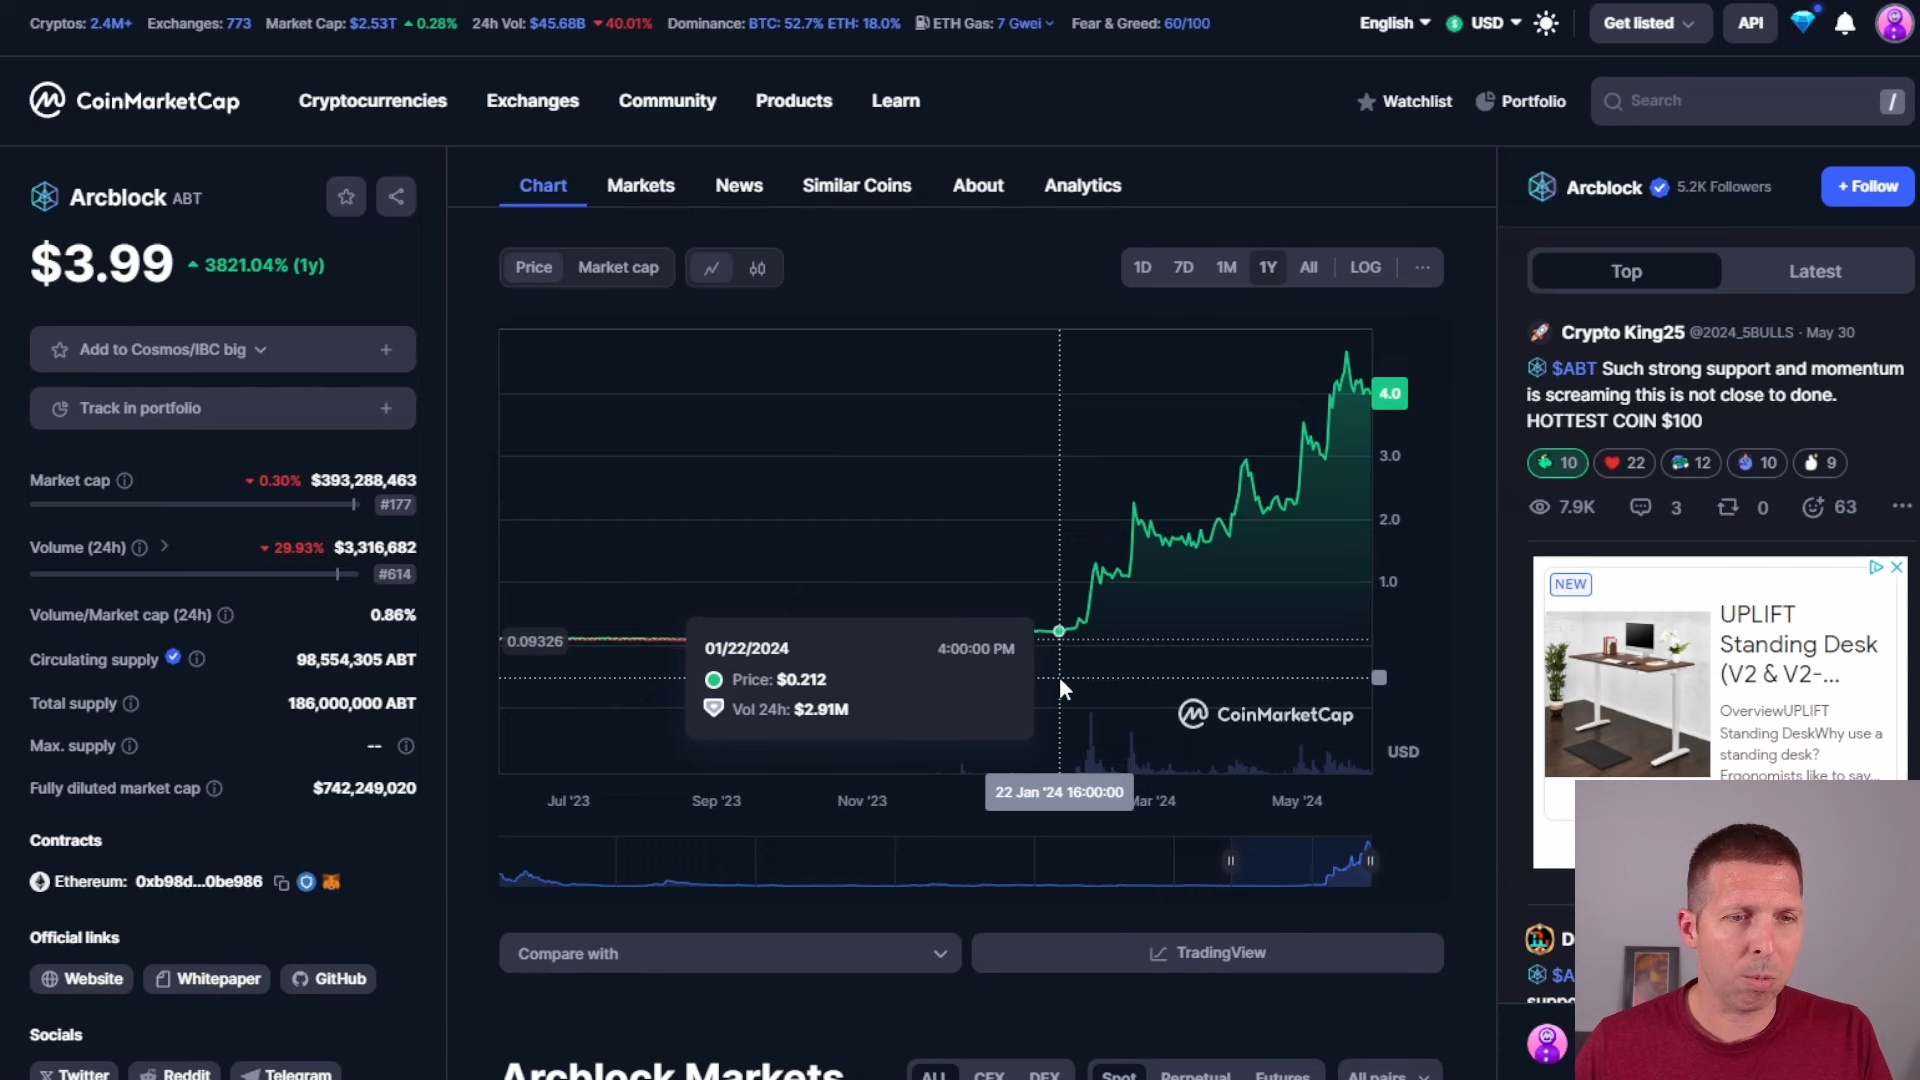 Cryptos: 2.4M+ Exchanges: 773 Market Cap: $2.53T 0.28% 24h Vol: $45.68B 40.01% Dominance: BTC: 52.7% ETH: 18.0% ETH Gas: 7 Gwei Fear & Greed: 60/100
English USD Get listed API
CoinMarketCap Cryptocurrencies Exchanges Community Products Learn Watchlist Portfolio Search /
Arcblock ABT
$3.99 3821.04% (1y)
Add to Cosmos/IBC big +
Track in portfolio +
Market cap 0.30% $393,288,463
#177
Volume (24h) 29.93% $3,316,682
#614
Volume/Market cap (24h) 0.86%
Circulating supply 98,554,305 ABT
Total supply 186,000,000 ABT
Max. supply --
Fully diluted market cap $742,249,020
Contracts
Ethereum: 0xb98d...0be986
Official links
Website Whitepaper GitHub
Socials
Twitter Reddit Telegram
Chart Markets News Similar Coins About Analytics
Price Market cap 1D 7D 1M 1Y All LOG ...
4.0
3.0
2.0
1.0
0.09326
01/22/2024 4:00:00 PM
Price: $0.212
Vol 24h: $2.91M
CoinMarketCap
USD
Jul '23 Sep '23 Nov '23 22 Jan '24 16:00:00 Mar '24 May '24
Compare with TradingView
Arcblock Markets ALL CEX DEX Spot Perpetual Futures All pairs
Arcblock 5.2K Followers + Follow
Top Latest
Crypto King25 @2024_5BULLS · May 30
$ABT Such strong support and momentum
is screaming this is not close to done.
HOTTEST COIN $100
10 22 12 10 9
7.9K 3 0 63 ...
NEW
UPLIFT
Standing Desk
(V2 & V2-...
OverviewUPLIFT
Standing DeskWhy use a
standing desk?
Ergonomists like to say...
D
$A